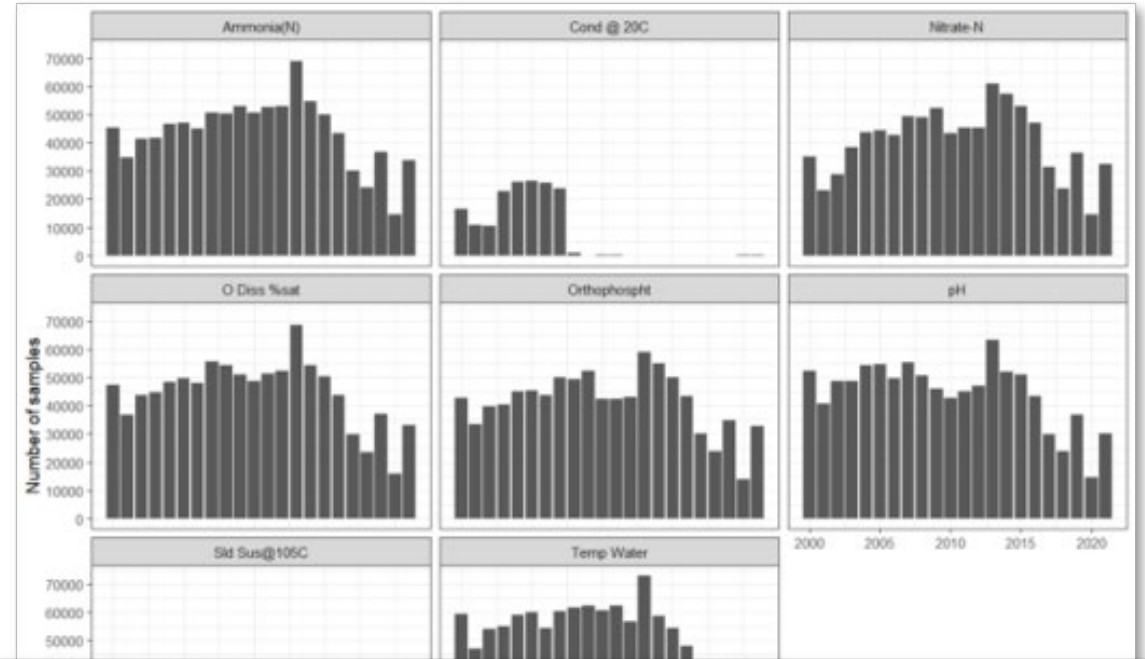 Ammonia(N)
Cond @ 20C
Nitrate-N
70000
60000
50000
40000
30000
20000
10000
0
O Diss %sat
Orthophospht
pH
Number of samples
70000
60000
50000
40000
30000
20000
10000
0
2000 2005 2010 2015 2020
Sld Sus@105C
Temp Water
70000
60000
50000